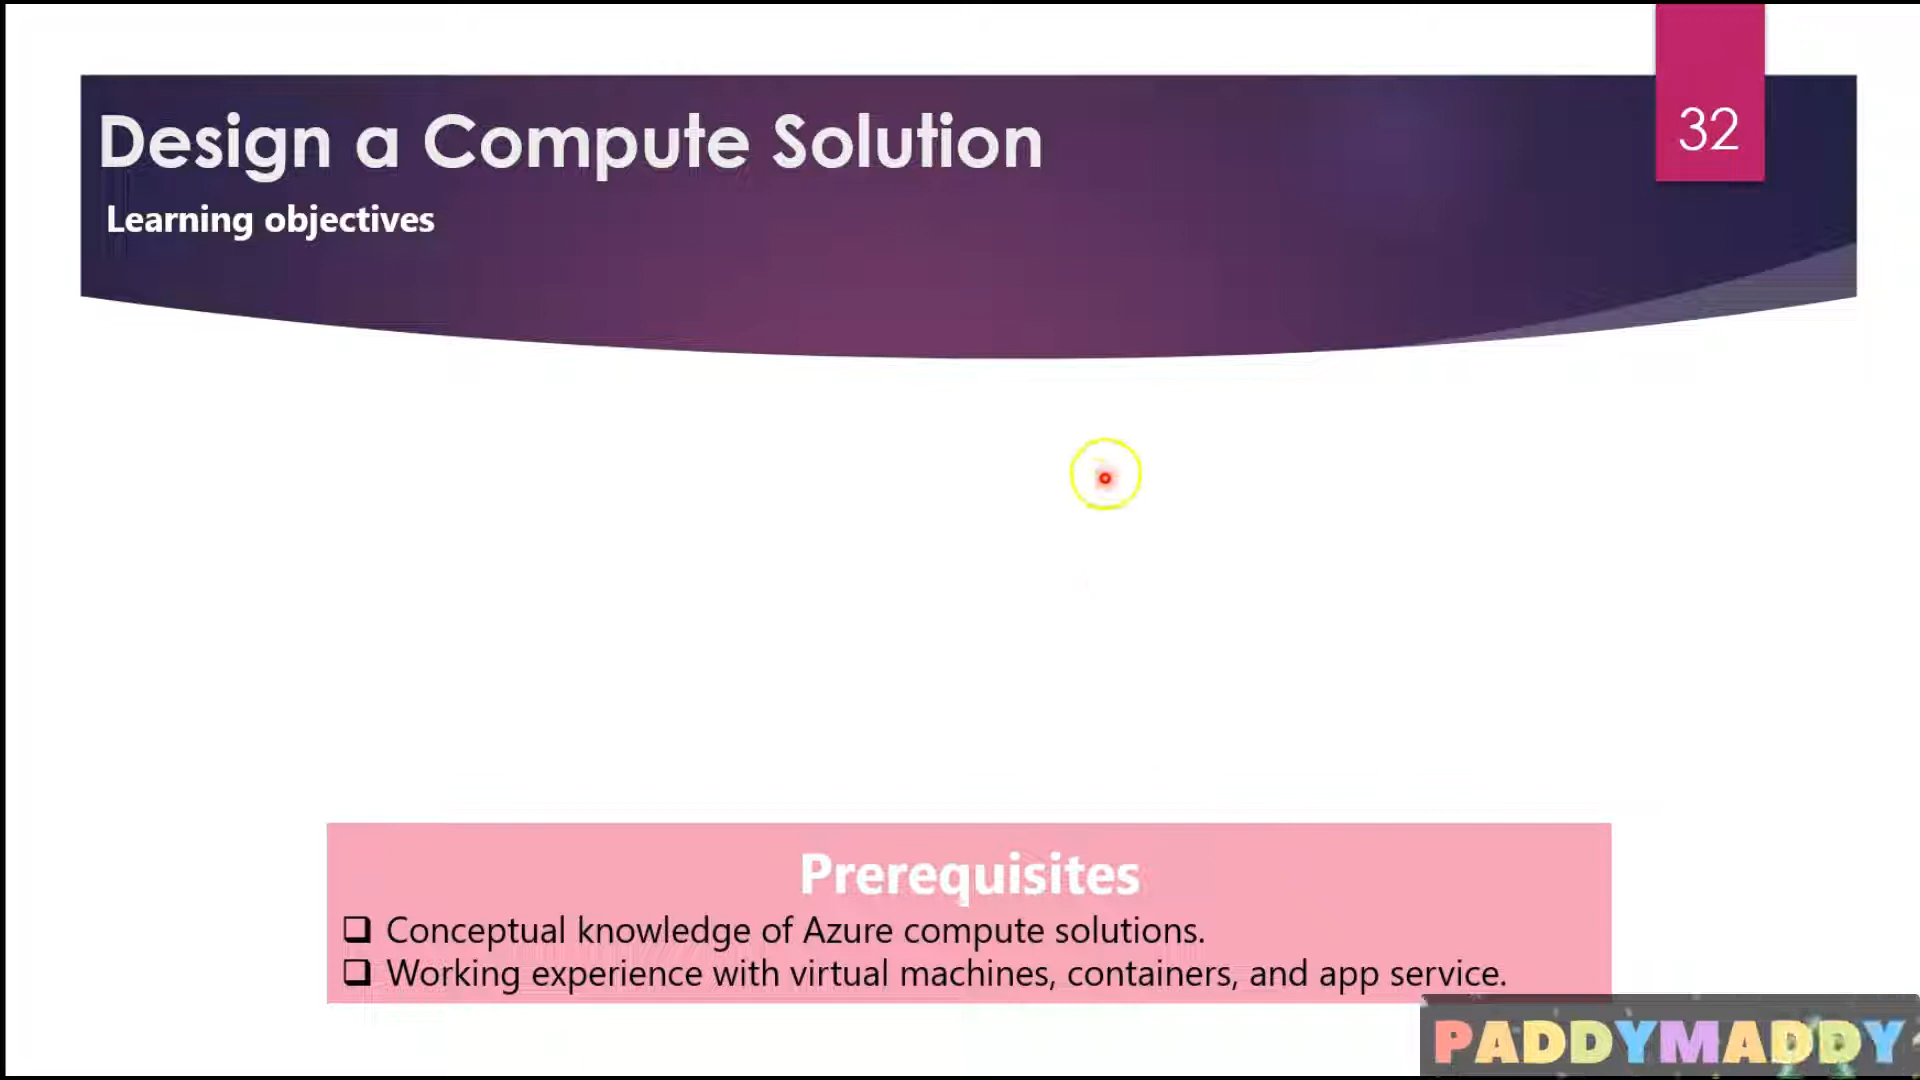 32
Design a Compute Solution
Learning objectives
Prerequisites
❑ Conceptual knowledge of Azure compute solutions.
❑ Working experience with virtual machines, containers, and app service.
PADDYMADDY